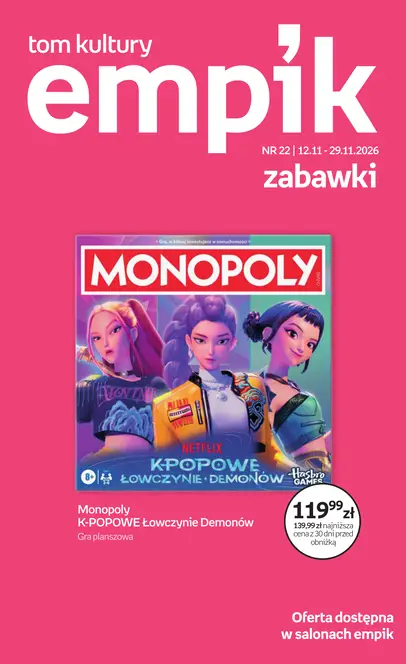 tom kultury
empik
NR 22 | 12.11 - 29.11.2026
zabawki
MONOPOLY
NETFLIX
K-POPOWE
ŁOWCZYNIE DEMONÓW
8+
Hasbro
GAMES
Monopoly
K-POPOWE Łowczynie Demonów
Gra planszowa
119⁹⁹ zł
139,99 zł najniższa
cena z 30 dni przed
obniżką
Oferta dostępna
w salonach empik